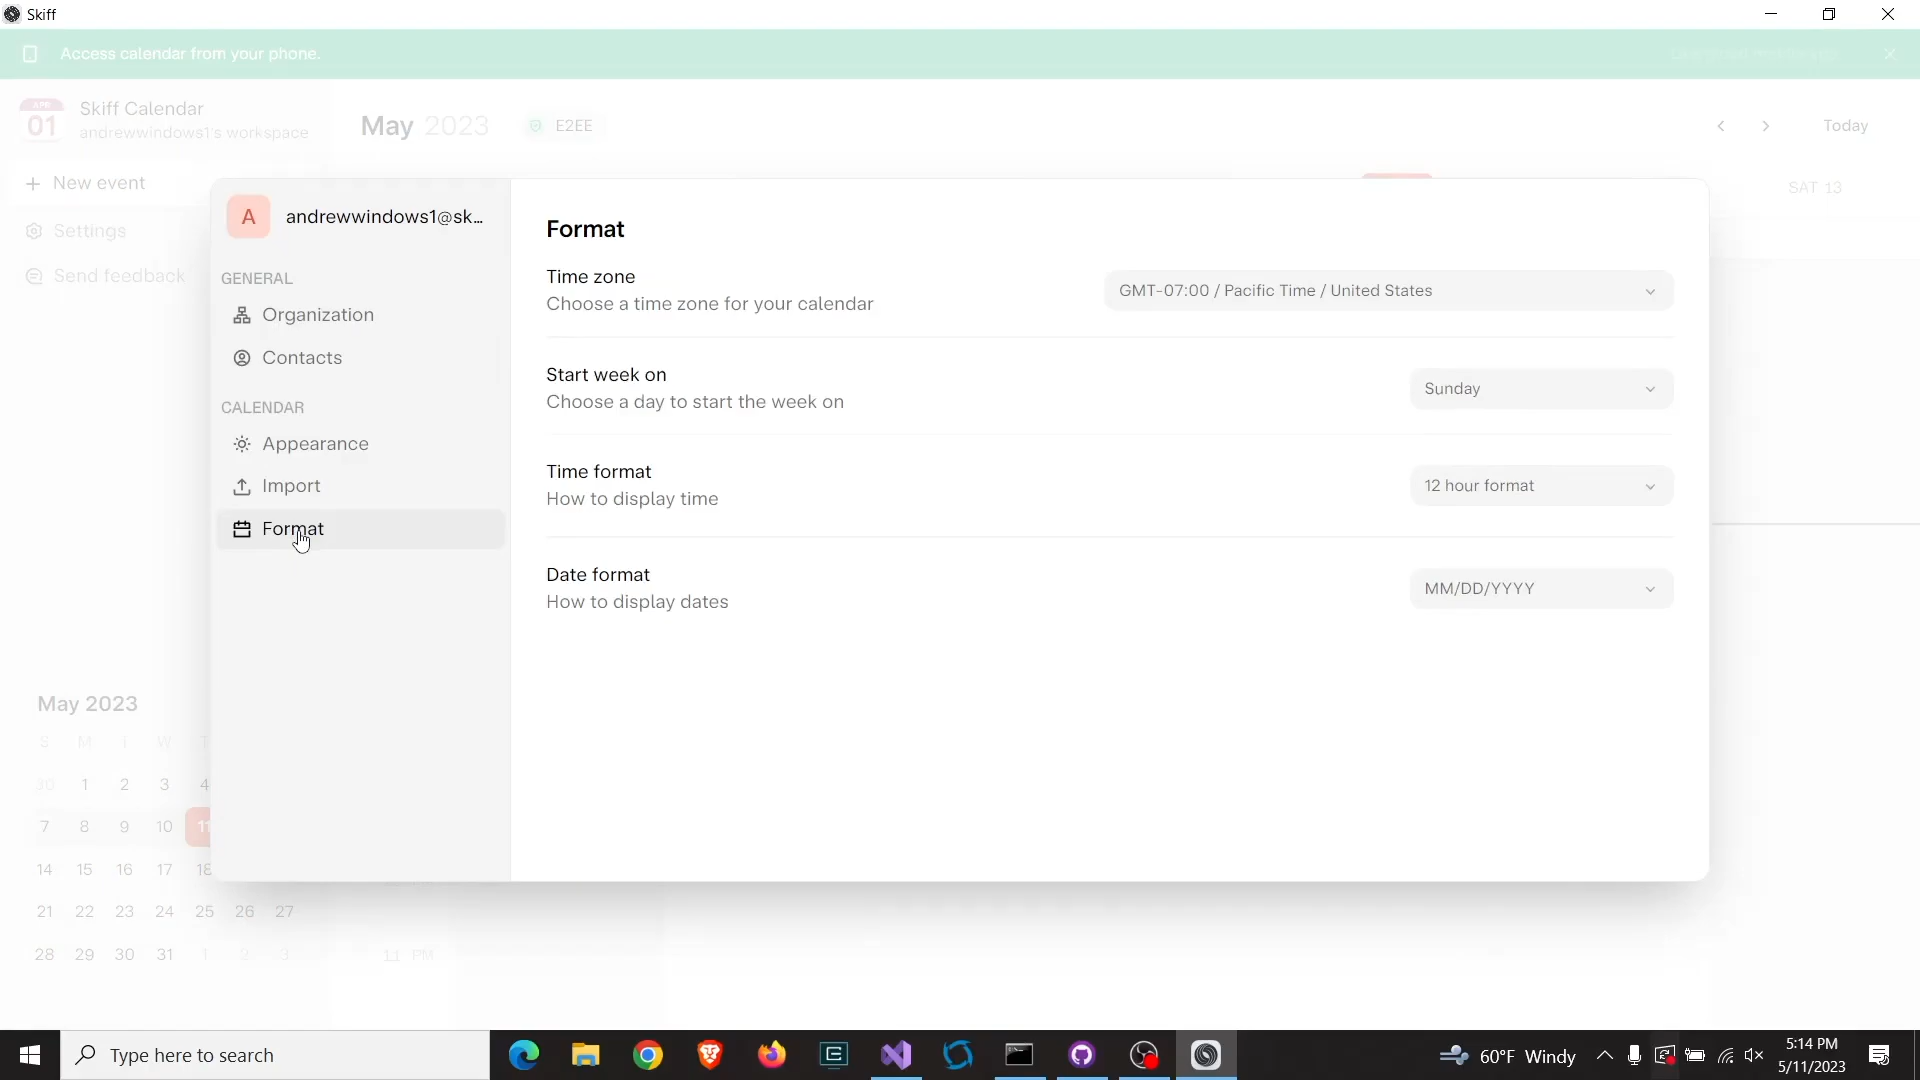 Skiff
Access calendar from your phone.
APR
01
Skiff Calendar
andrewwindows1's workspace
May 2023
E2EE
Today
New event
Settings
Send feedback
SAT 13
A
andrewwindows1@sk...
GENERAL
Organization
Contacts
CALENDAR
Appearance
Import
Format
Format
Time zone
Choose a time zone for your calendar
GMT-07:00 / Pacific Time / United States
Start week on
Choose a day to start the week on
Sunday
Time format
How to display time
12 hour format
Date format
How to display dates
MM/DD/YYYY
May 2023
S M T W T
30 1 2 3 4
7 8 9 10 11
14 15 16 17 18
21 22 23 24 25 26 27
28 29 30 31 1 2 3
11 PM
Type here to search
60°F Windy
5:14 PM
5/11/2023